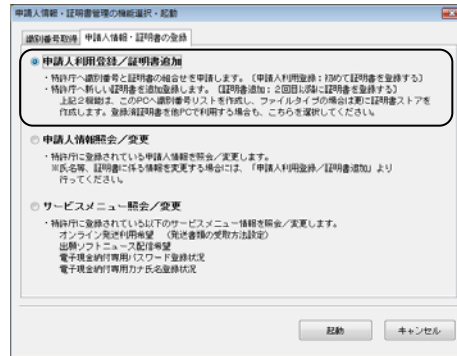 申請人情報・証明書管理の機能選択・起動
識別番号取得 申請人情報・証明書の登録
申請人利用登録／証明書追加
・特許庁へ識別番号と証明書の組合せを申請します。（申請人利用登録：初めて証明書を登録する）
・特許庁へ新しい証明書を追加登録します。（証明書追加：2回目以降に証明書を登録する）
上記２機能は、このPCへ識別番号リストを作成し、ファイルタイプの場合は更に証明書ストアを
作成します。登録済証明書を他PCで利用する場合も、こちらを選択してください。
申請人情報照会／変更
・特許庁に登録されている申請人情報を照会／変更します。
※氏名等、証明書に係る情報を変更する場合には、「申請人利用登録／証明書追加」より
行ってください。
サービスメニュー照会／変更
・特許庁に登録されている以下のサービスメニュー情報を照会／変更します。
オンライン発送利用希望　（発送書類の受取方法設定）
出願ソフトニュース配信希望
電子現金納付専用パスワード登録状況
電子現金納付専用カナ氏名登録状況
起動 キャンセル